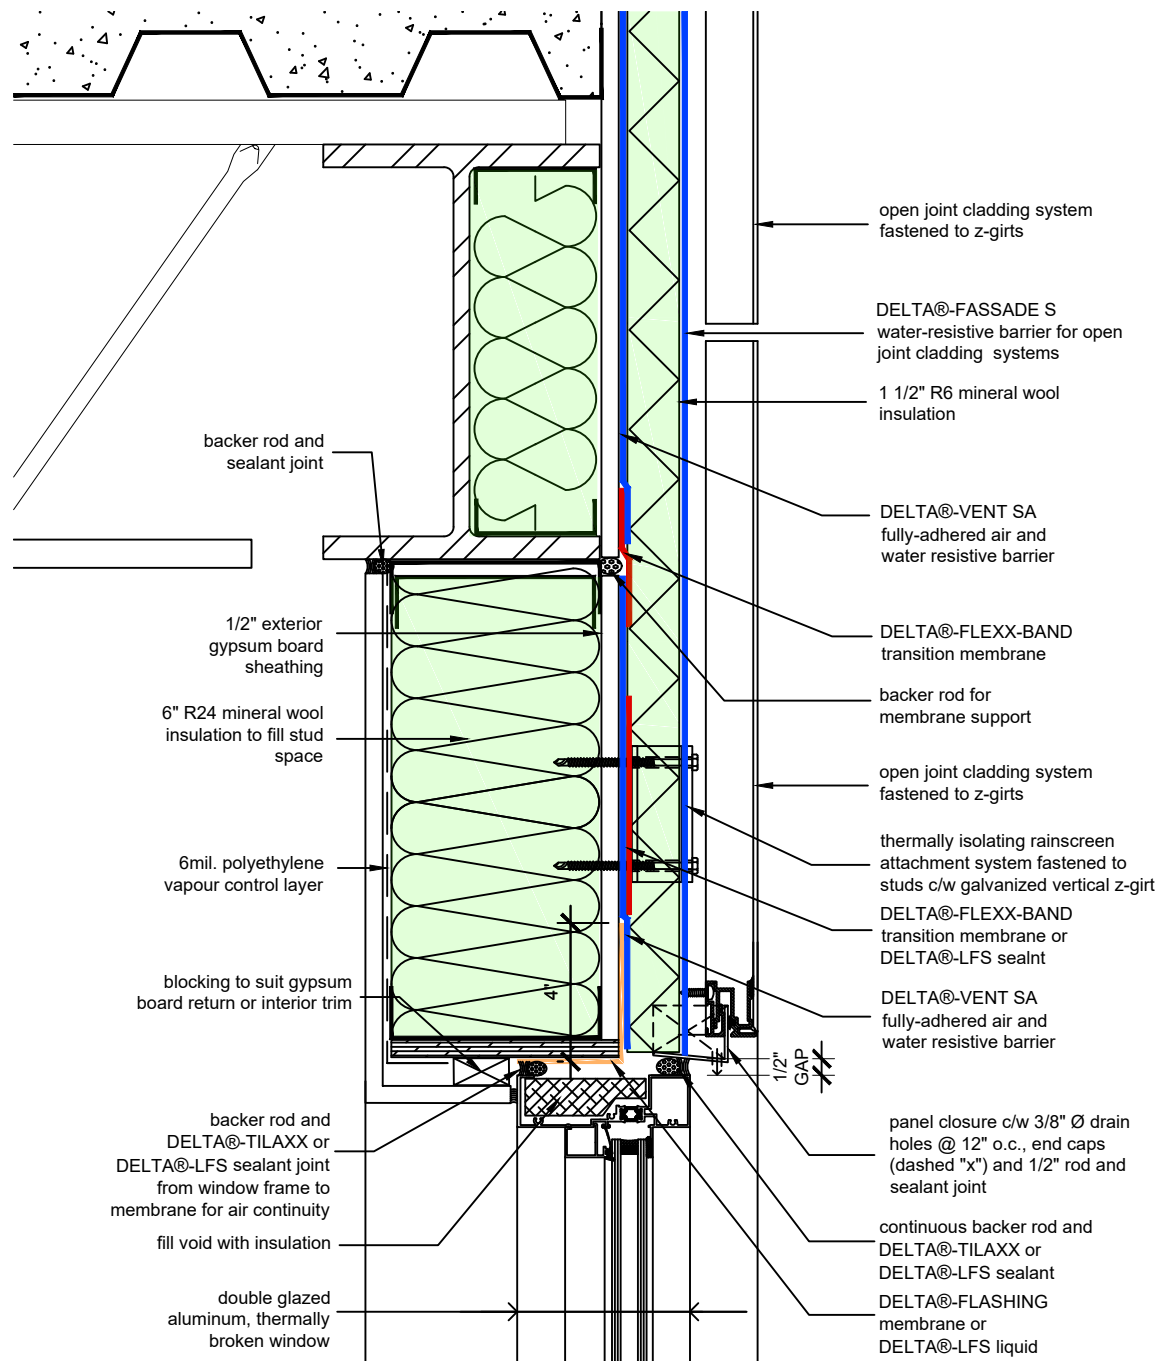 open joint cladding system
fastened to z-girts
DELTA®-FASSADE S
water-resistive barrier for open
joint cladding systems
1 1/2" R6 mineral wool
insulation
backer rod and
sealant joint
DELTA®-VENT SA
fully-adhered air and
water resistive barrier
1/2" exterior
gypsum board
sheathing
DELTA®-FLEXX-BAND
transition membrane
backer rod for
membrane support
6" R24 mineral wool
insulation to fill stud
space
open joint cladding system
fastened to z-girts
6mil. polyethylene
vapour control layer
thermally isolating rainscreen
attachment system fastened to
studs c/w galvanized vertical z-girt
DELTA®-FLEXX-BAND
transition membrane or
DELTA®-LFS sealnt
blocking to suit gypsum
board return or interior trim
4"
DELTA®-VENT SA
fully-adhered air and
water resistive barrier
1/2"
GAP
backer rod and
DELTA®-TILAXX or
DELTA®-LFS sealant joint
from window frame to
membrane for air continuity
panel closure c/w 3/8" Ø drain
holes @ 12" o.c., end caps
(dashed "x") and 1/2" rod and
sealant joint
fill void with insulation
continuous backer rod and
DELTA®-TILAXX or
DELTA®-LFS sealant
double glazed
aluminum, thermally
broken window
DELTA®-FLASHING
membrane or
DELTA®-LFS liquid